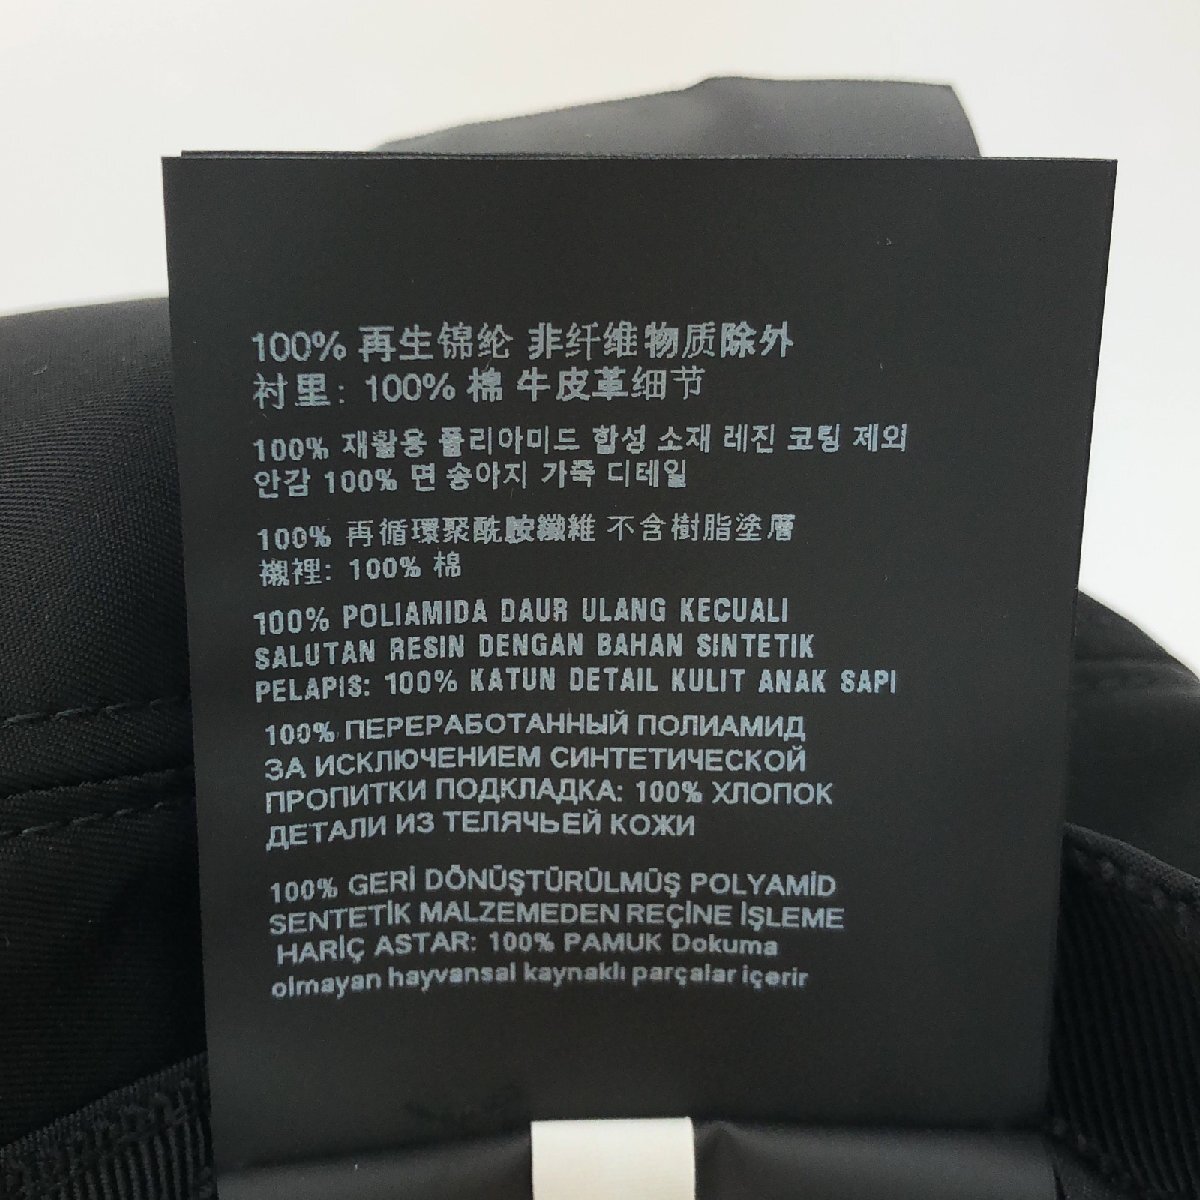 100% 再生锦纶 非纤维物质除外
衬里: 100% 棉 牛皮革细节
100% 재활용 폴리아미드 합성 소재 레진 코팅 제외
안감 100% 면 송아지 가죽 디테일
100% 再循環聚酰胺纖維 不含樹脂塗層
襯裡: 100% 棉
100% POLIAMIDA DAUR ULANG KECUALI
SALUTAN RESIN DENGAN BAHAN SINTETIK
PELAPIS: 100% KATUN DETAIL KULIT ANAK SAPI
100% ПЕРЕРАБОТАННЫЙ ПОЛИАМИД
ЗА ИСКЛЮЧЕНИЕМ СИНТЕТИЧЕСКОЙ
ПРОПИТКИ ПОДКЛАДКА: 100% ХЛОПОК
ДЕТАЛИ ИЗ ТЕЛЯЧЬЕЙ КОЖИ
100% GERİ DÖNÜŞTÜRÜLMÜŞ POLYAMİD
SENTETİK MALZEMEDEN REÇİNE İŞLEME
HARİÇ ASTAR: 100% PAMUK Dokuma
olmayan hayvansal kaynaklı parçalar içerir